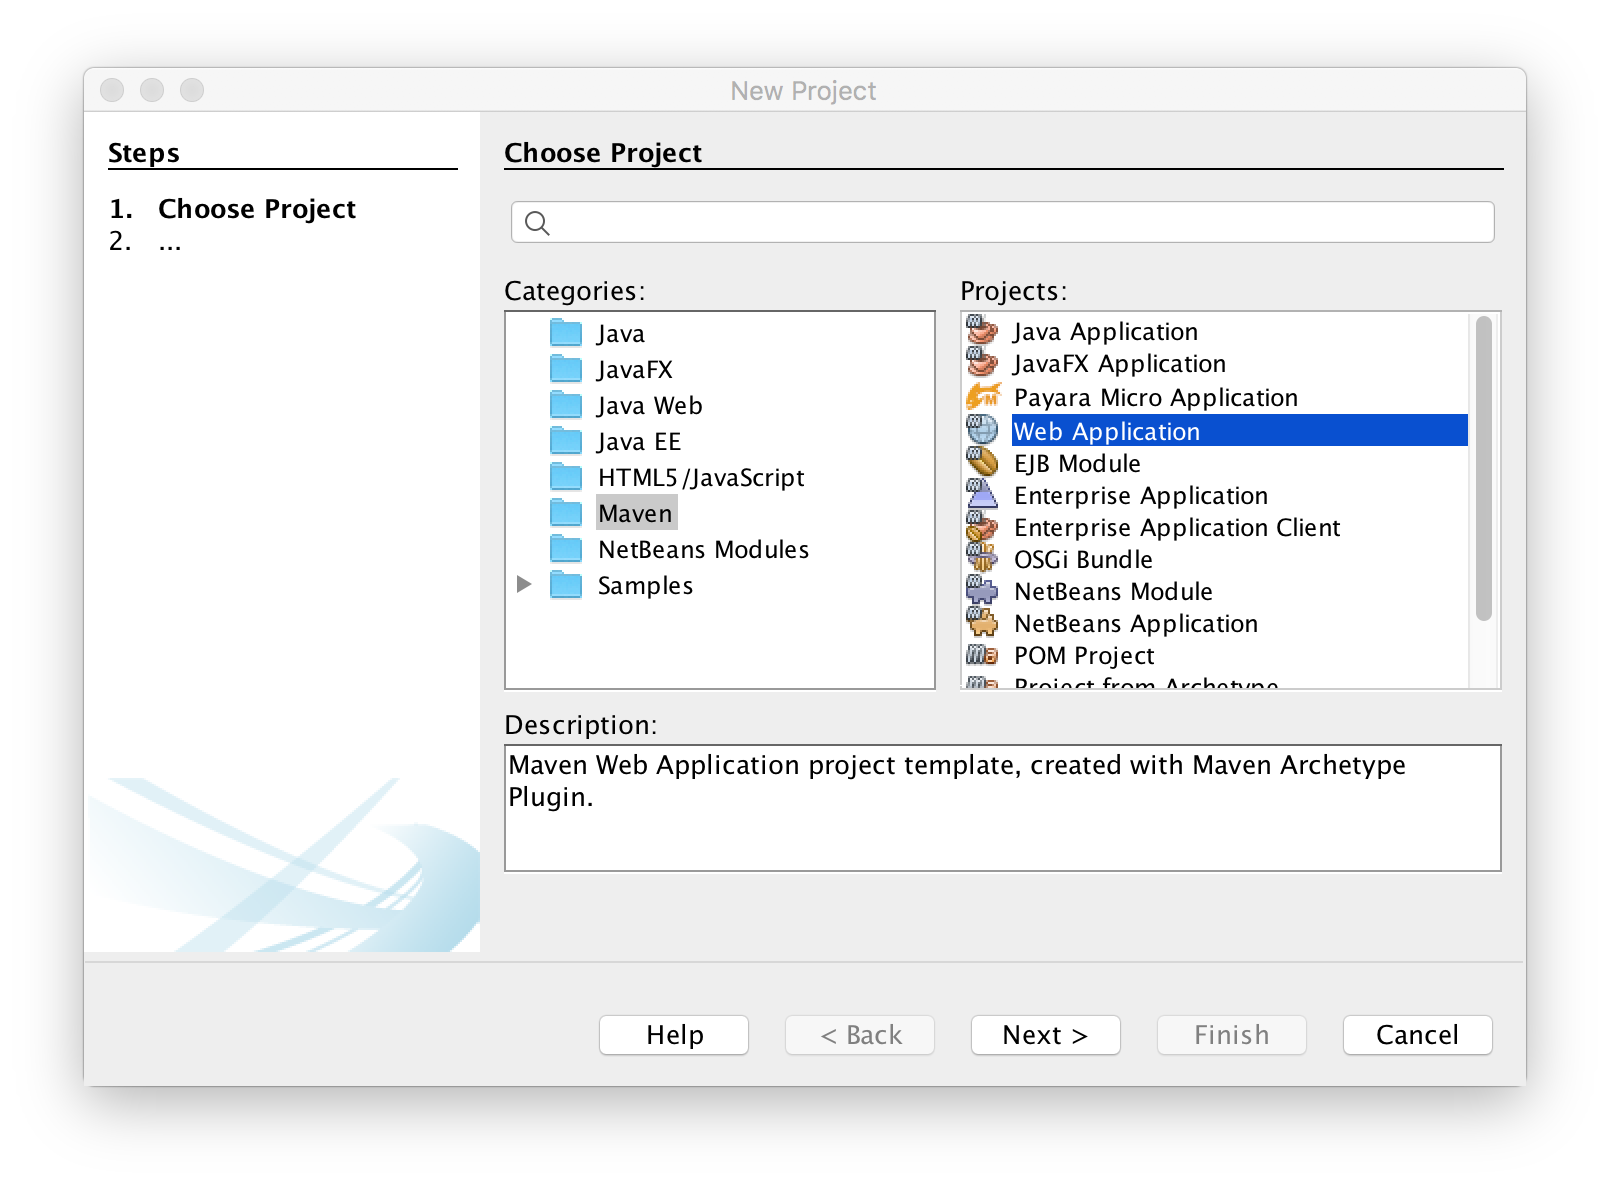 New Project
Steps
1. Choose Project
2. ...
Choose Project
Categories:
Java
JavaFX
Java Web
Java EE
HTML5/JavaScript
Maven
NetBeans Modules
Samples
Projects:
Java Application
JavaFX Application
Payara Micro Application
Web Application
EJB Module
Enterprise Application
Enterprise Application Client
OSGi Bundle
NetBeans Module
NetBeans Application
POM Project
Project from Archetype
Description:
Maven Web Application project template, created with Maven Archetype
Plugin.
Help
< Back
Next >
Finish
Cancel